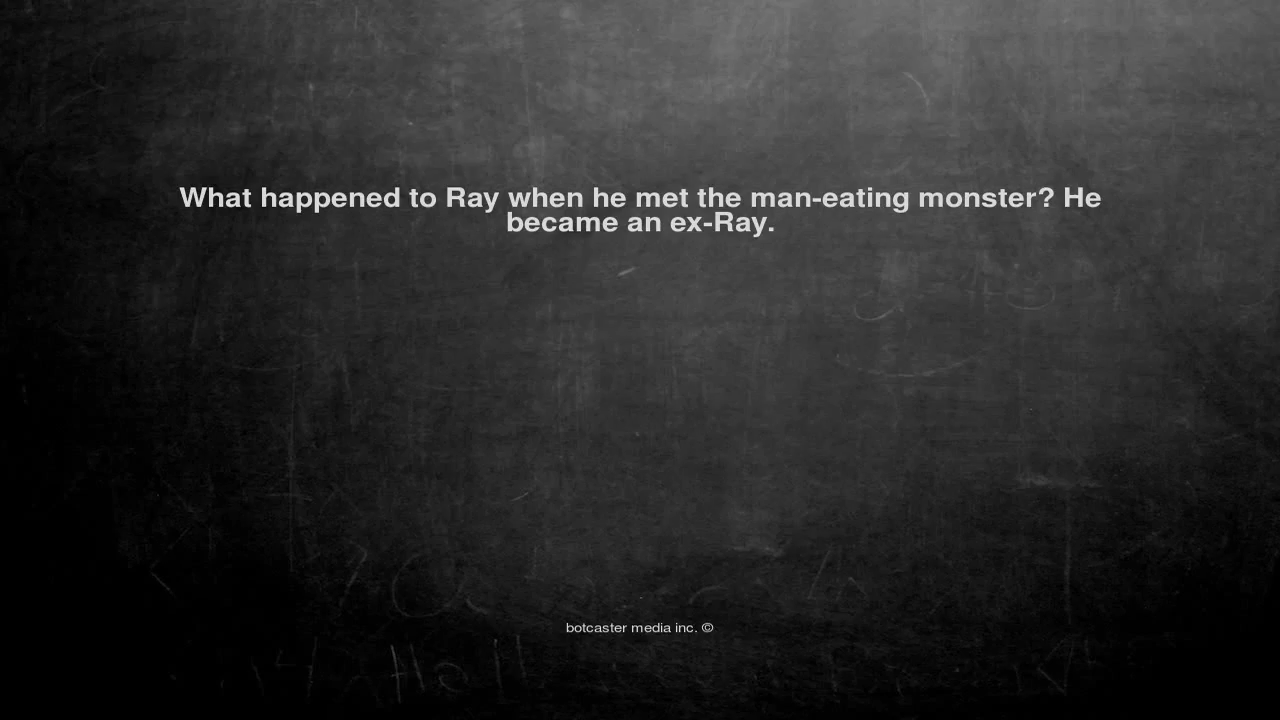 What happened to Ray when he met the man-eating monster? He
became an ex-Ray.
botcaster media inc. ©